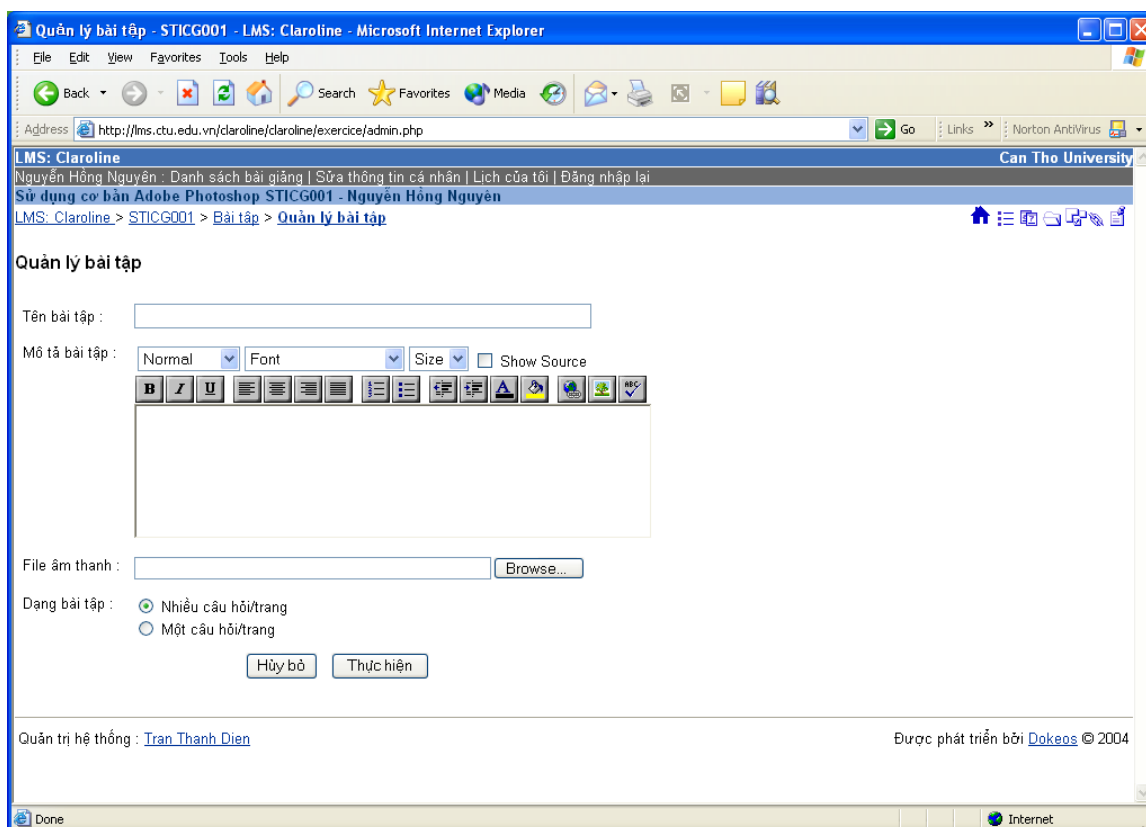 Quản lý bài tập - STICG001 - LMS: Claroline - Microsoft Internet Explorer
File Edit View Favorites Tools Help
Back Search Favorites Media
Address http://lms.ctu.edu.vn/claroline/claroline/exercice/admin.php Go Links » Norton AntiVirus
LMS: Claroline Can Tho University
Nguyễn Hồng Nguyên : Danh sách bài giảng | Sửa thông tin cá nhân | Lịch của tôi | Đăng nhập lại
Sử dụng cơ bản Adobe Photoshop STICG001 - Nguyễn Hồng Nguyên
LMS: Claroline > STICG001 > Bài tập > Quản lý bài tập
Quản lý bài tập
Tên bài tập :
Mô tả bài tập : Normal Font Size Show Source
B I U A ABC
File âm thanh : Browse...
Dạng bài tập : Nhiều câu hỏi/trang
Một câu hỏi/trang
Hủy bỏ Thực hiện
Quản trị hệ thống : Tran Thanh Dien Được phát triển bởi Dokeos © 2004
Done Internet